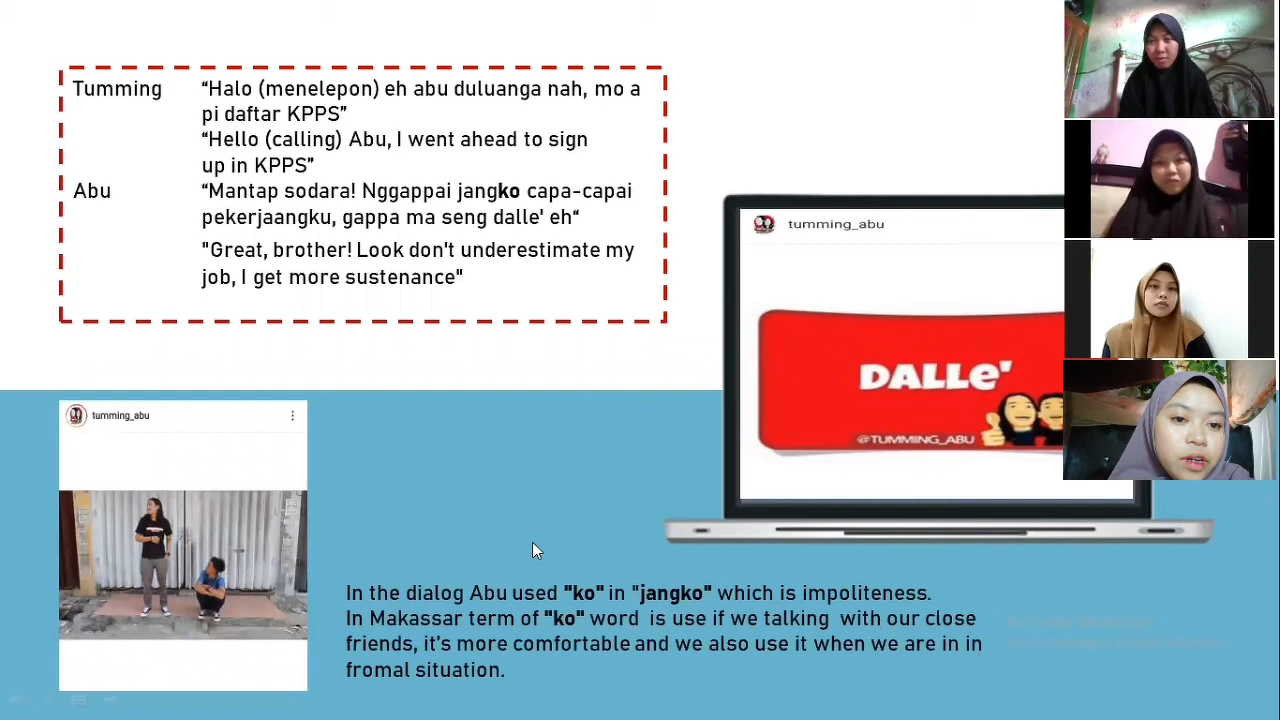 Tumming “Halo (menelepon) eh abu duluanga nah, mo a
pi daftar KPPS”
“Hello (calling) Abu, I went ahead to sign
up in KPPS”
Abu “Mantap sodara! Nggappai jangko capa-capai
pekerjaangku, gappa ma seng dalle' eh“
"Great, brother! Look don't underestimate my
job, I get more sustenance"
tumming_abu
DALLe'
@TUMMING_ABU
tumming_abu
In the dialog Abu used "ko" in "jangko" which is impoliteness.
In Makassar term of "ko" word is use if we talking with our close
friends, it’s more comfortable and we also use it when we are in in
fromal situation.